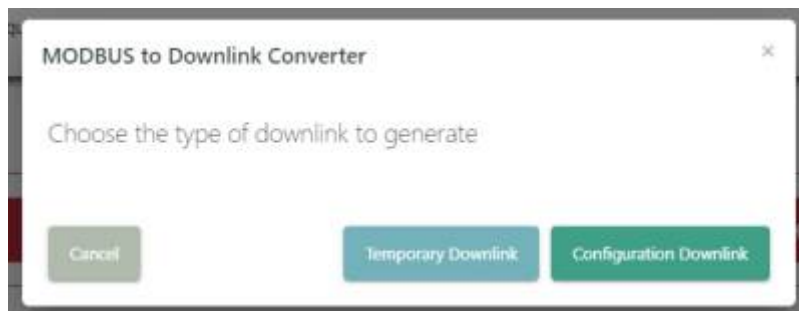 MODBUS to Downlink Converter
×
Choose the type of downlink to generate
Cancel
Temporary Downlink
Configuration Downlink